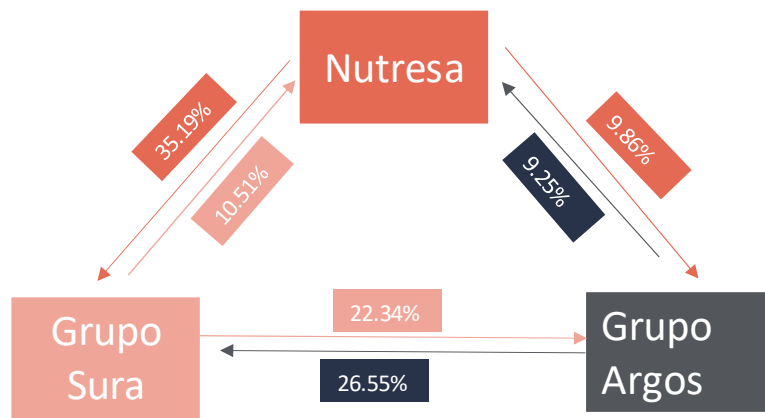 Nutresa
35.19%
10.51%
9.86%
9.25%
Grupo
Sura
22.34%
26.55%
Grupo
Argos